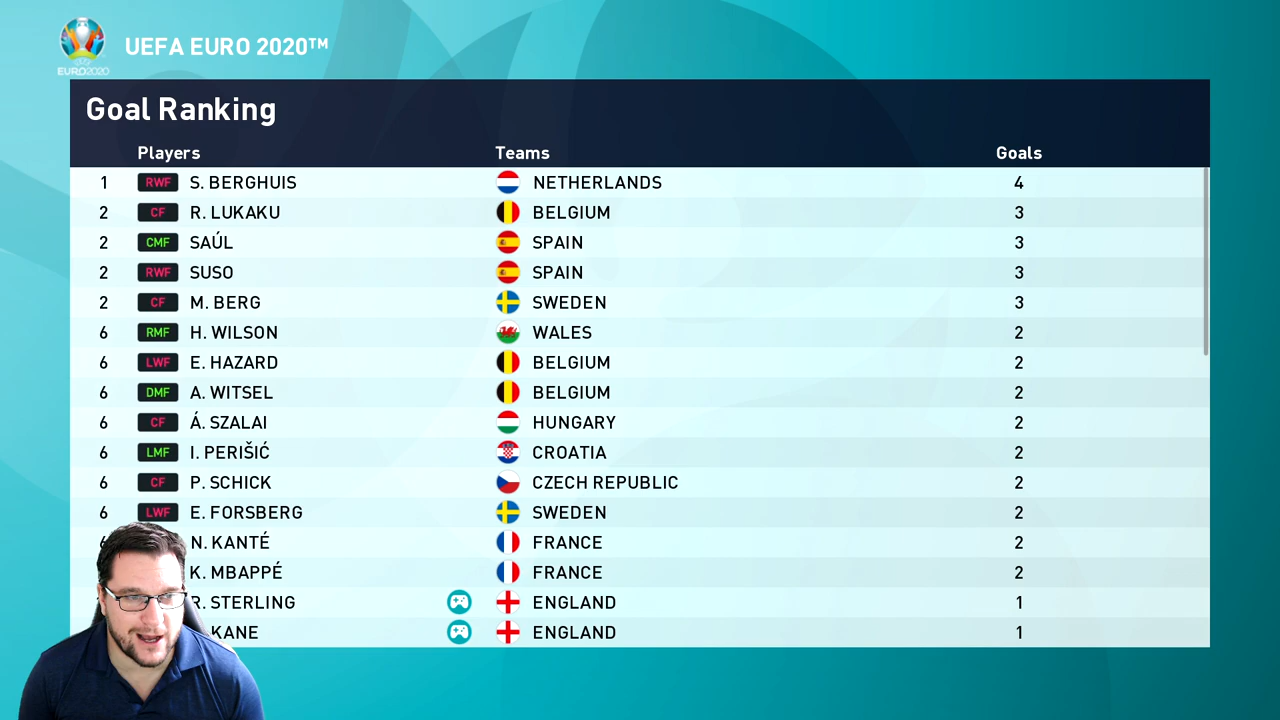 UEFA EURO 2020™
EURO2020
Goal Ranking
Players Teams Goals
1 RWF S. BERGHUIS NETHERLANDS 4
2 CF R. LUKAKU BELGIUM 3
2 CMF SAÚL SPAIN 3
2 RWF SUSO SPAIN 3
2 CF M. BERG SWEDEN 3
6 RMF H. WILSON WALES 2
6 LWF E. HAZARD BELGIUM 2
6 DMF A. WITSEL BELGIUM 2
6 CF Á. SZALAI HUNGARY 2
6 LMF I. PERIŠIĆ CROATIA 2
6 CF P. SCHICK CZECH REPUBLIC 2
6 LWF E. FORSBERG SWEDEN 2
N. KANTÉ FRANCE 2
K. MBAPPÉ FRANCE 2
R. STERLING ENGLAND 1
KANE ENGLAND 1